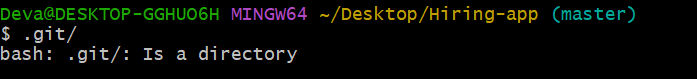 Deva@DESKTOP-GGHUO6H MINGW64 ~/Desktop/Hiring-app (master)
$ .git/
bash: .git/: Is a directory